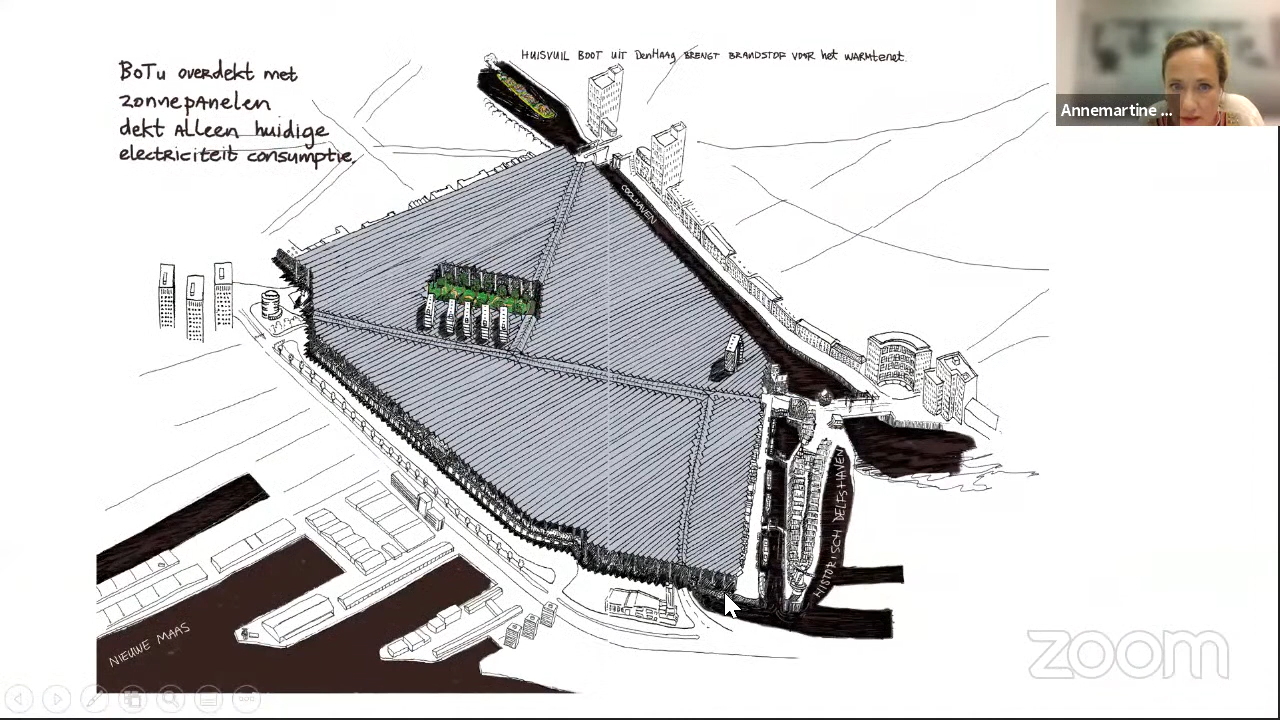 HUISVUIL BOOT UIT DenHAAG BRENGT BRANDSTOF VOOR het WARMTEnet.
BoTu overdekt met
zonnepanelen
dekt ALLEEN huidige
electriciteit consumptie,
Annemartine ...
COOLHAVEN
HISTORISCH DELFSHAVEN
NIEUWE MAAS
zoom